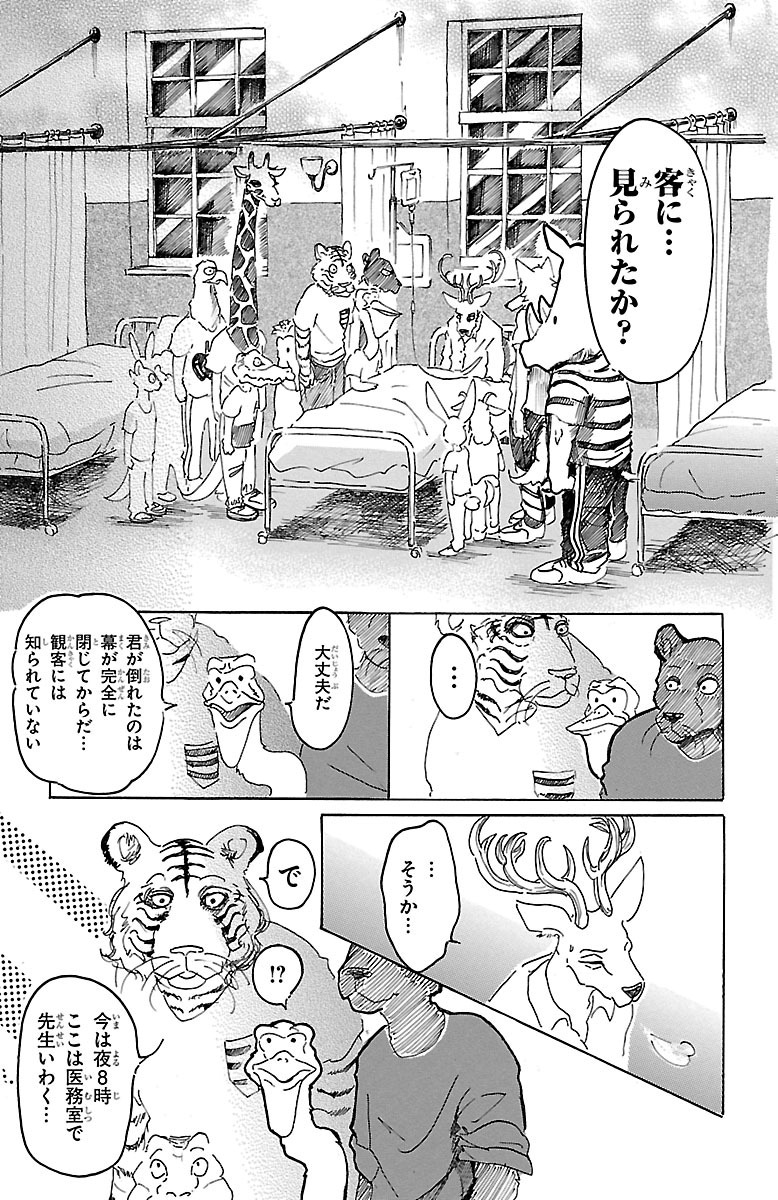 客に…
見られたか?
…
大丈夫だ
君が倒れたのは
幕が完全に
閉じてからだ…
観客には
知られていない
…
そうか…
で
!?
今は夜8時
ここは医務室で
先生いわく…